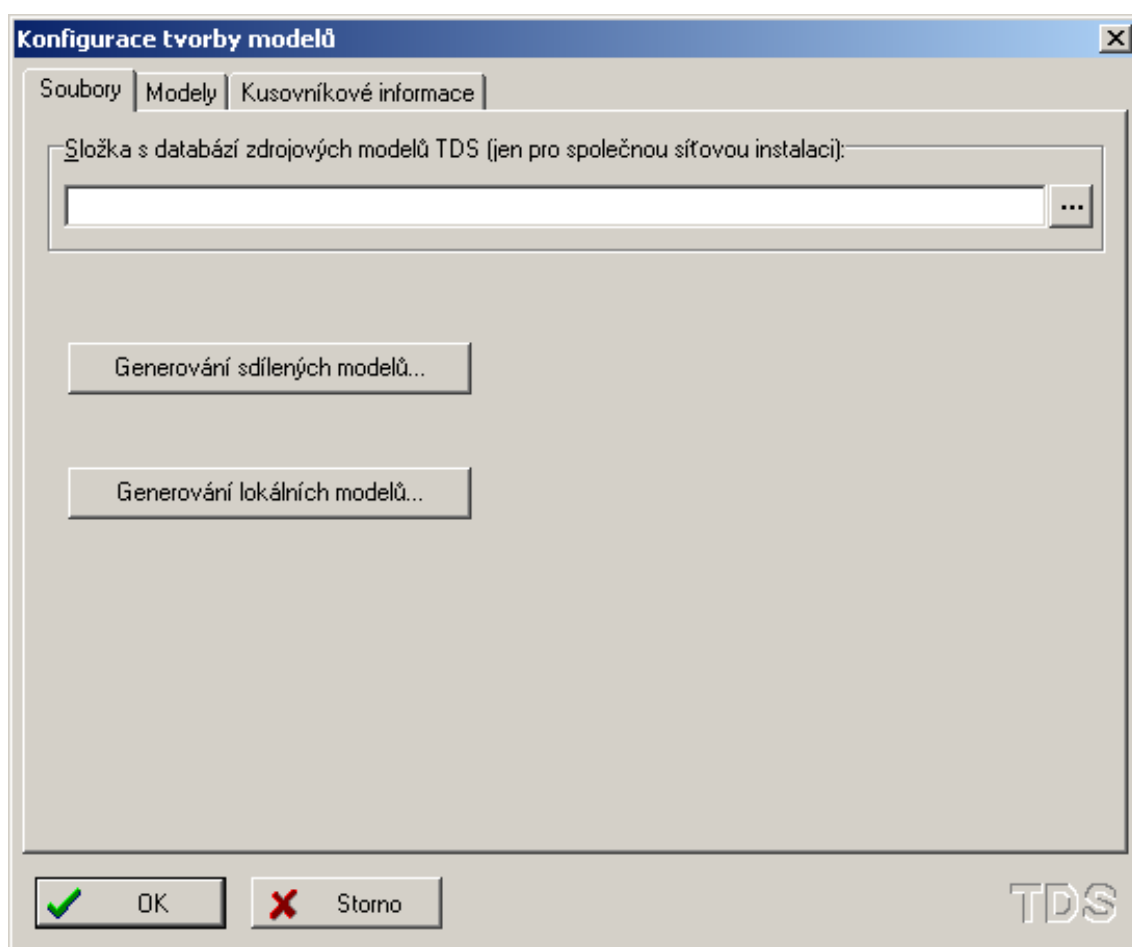 Konfigurace tvorby modelů
Soubory
Modely
Kusovníkové informace
Složka s databází zdrojových modelů TDS (jen pro společnou síťovou instalaci):
...
Generování sdílených modelů...
Generování lokálních modelů...
OK
Storno
TDS